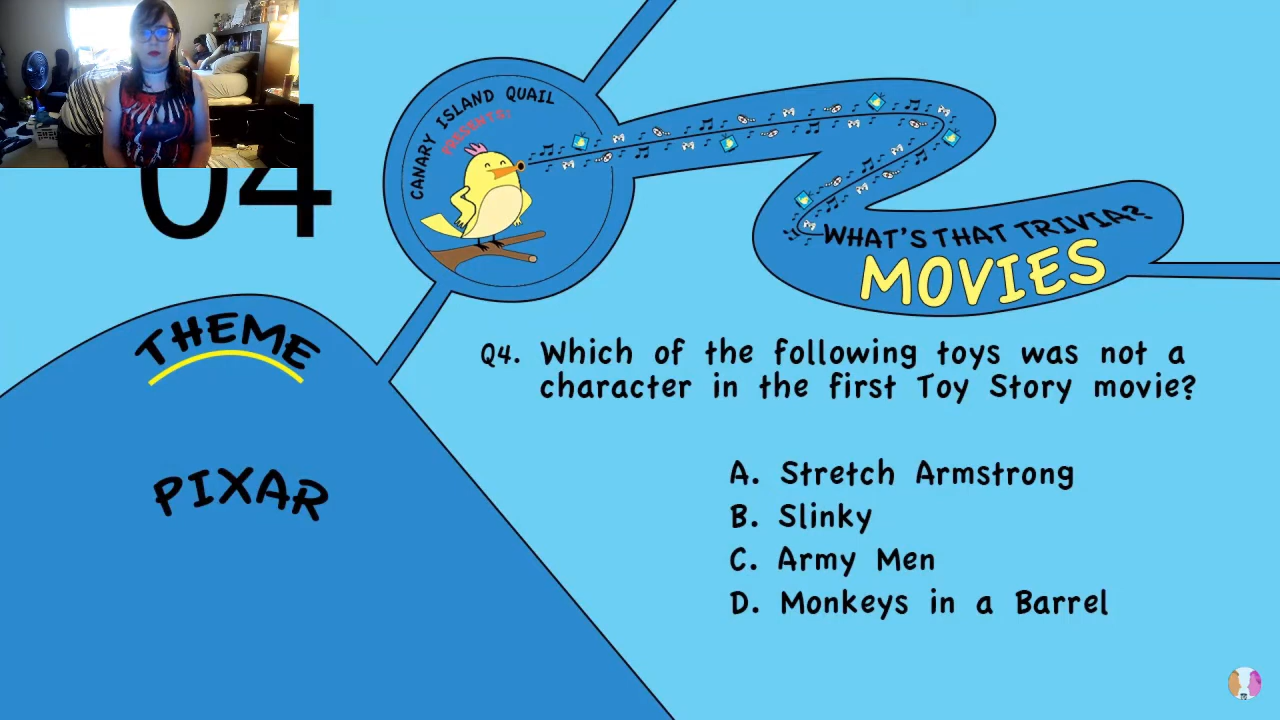 04
CANARY ISLAND QUAIL
PRESENTS:
WHAT'S THAT TRIVIA?
MOVIES
THEME
PIXAR
Q4. Which of the following toys was not a
character in the first Toy Story movie?
A. Stretch Armstrong
B. Slinky
C. Army Men
D. Monkeys in a Barrel